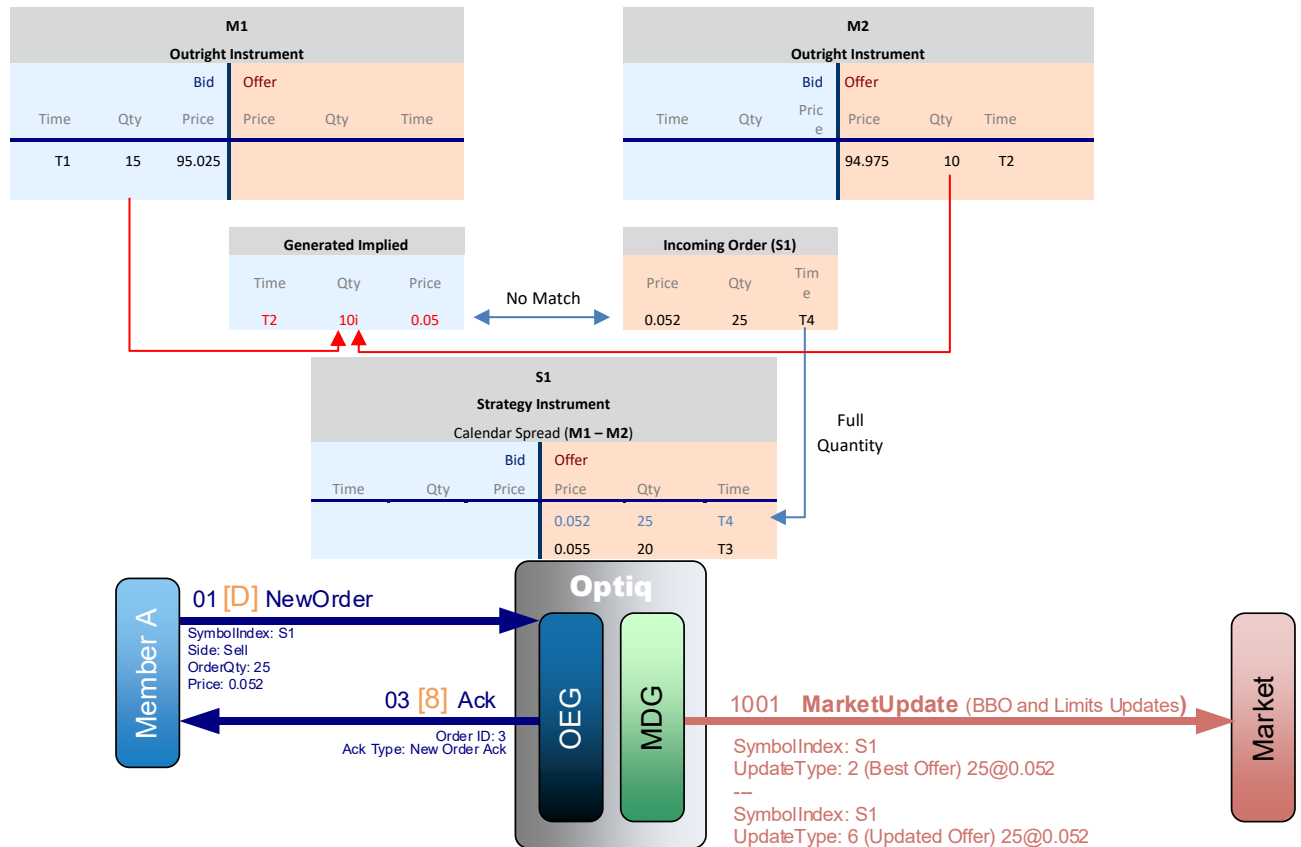 M1
Outright Instrument
Bid Offer
Time Qty Price Price Qty Time
T1 15 95.025
M2
Outright Instrument
Bid Offer
Time Qty Pric
e Price Qty Time
94.975 10 T2
Generated Implied
Time Qty Price
T2 10i 0.05
No Match
Incoming Order (S1)
Price Qty Tim
e
0.052 25 T4
S1
Strategy Instrument
Calendar Spread (M1 – M2)
Bid Offer
Time Qty Price Price Qty Time
0.052 25 T4
0.055 20 T3
Full
Quantity
Member A
01 [D] NewOrder
SymbolIndex: S1
Side: Sell
OrderQty: 25
Price: 0.052
03 [8] Ack
Order ID: 3
Ack Type: New Order Ack
Optiq
OEG
MDG
1001 MarketUpdate (BBO and Limits Updates)
SymbolIndex: S1
UpdateType: 2 (Best Offer) 25@0.052
---
SymbolIndex: S1
UpdateType: 6 (Updated Offer) 25@0.052
Market